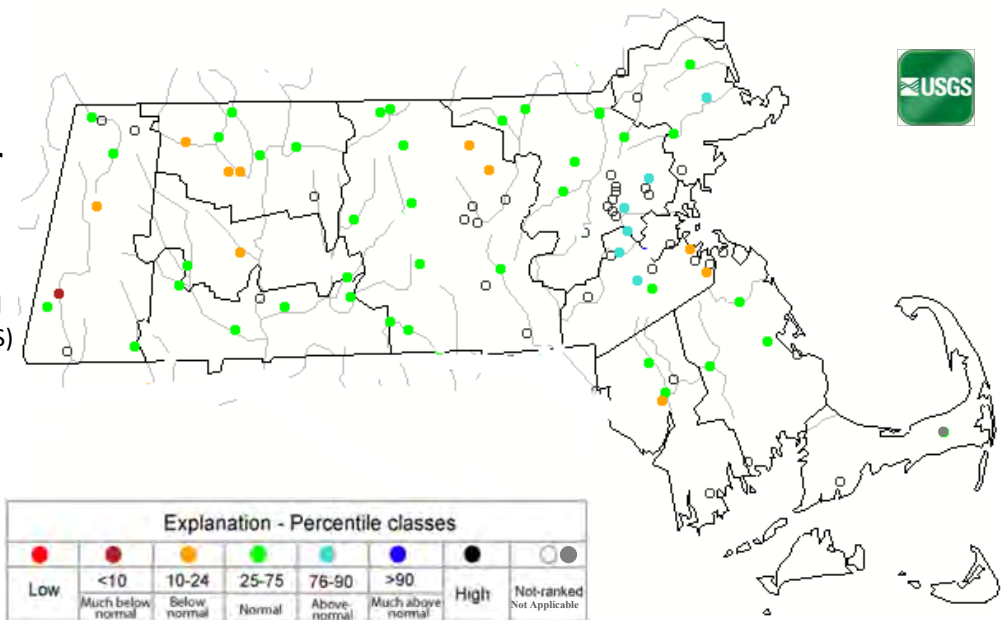 USGS
S)
Explanation - Percentile classes
Low
<10
10-24
25-75
76-90
>90
High
Not-ranked
Not Applicable
Much below
normal
Below
normal
Normal
Above
normal
Much above
normal